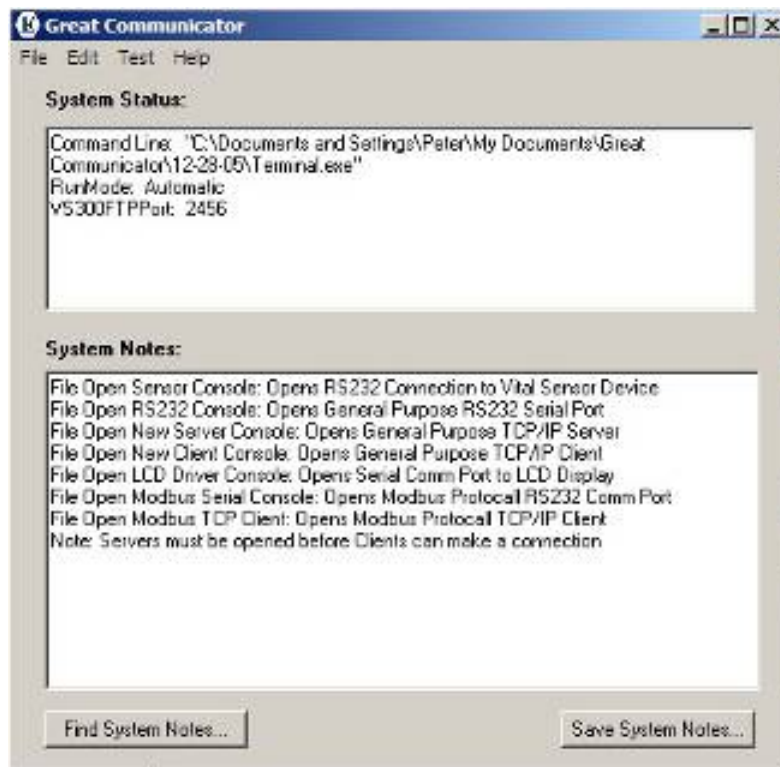 Great Communicator
File Edit Test Help
System Status:
Command Line: "C:\Documents and Settings\Peter\My Documents\Great
Communicator\12-28-05\Terminal.exe"
RunMode: Automatic
VS300FTPPort: 2456
System Notes:
File Open Sensor Console: Opens RS232 Connection to Vital Sensor Device
File Open RS232 Console: Opens General Purpose RS232 Serial Port
File Open New Server Console: Opens General Purpose TCP/IP Server
File Open New Client Console: Opens General Purpose TCP/IP Client
File Open LCD Driver Console: Opens Serial Comm Port to LCD Display
File Open Modbus Serial Console: Opens Modbus Protocall RS232 Comm Port
File Open Modbus TCP Client: Opens Modbus Protocall TCP/IP Client
Note: Servers must be opened before Clients can make a connection
Find System Notes... Save System Notes...